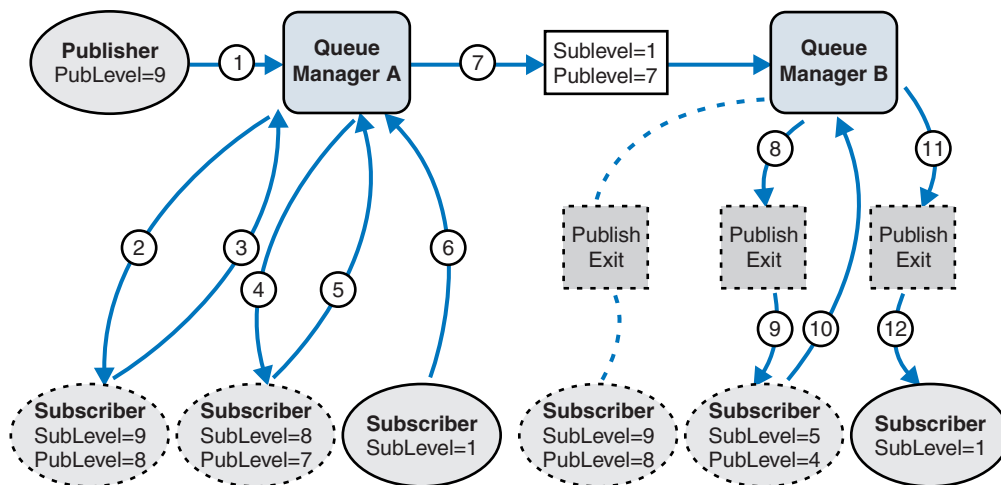 Publisher
PubLevel=9
1
Queue
Manager A
7
Sublevel=1
Publevel=7
Queue
Manager B
8
11
2
3
4
5
6
Publish
Exit
Publish
Exit
Publish
Exit
9
10
12
Subscriber
SubLevel=9
PubLevel=8
Subscriber
SubLevel=8
PubLevel=7
Subscriber
SubLevel=1
Subscriber
SubLevel=9
PubLevel=8
Subscriber
SubLevel=5
PubLevel=4
Subscriber
SubLevel=1